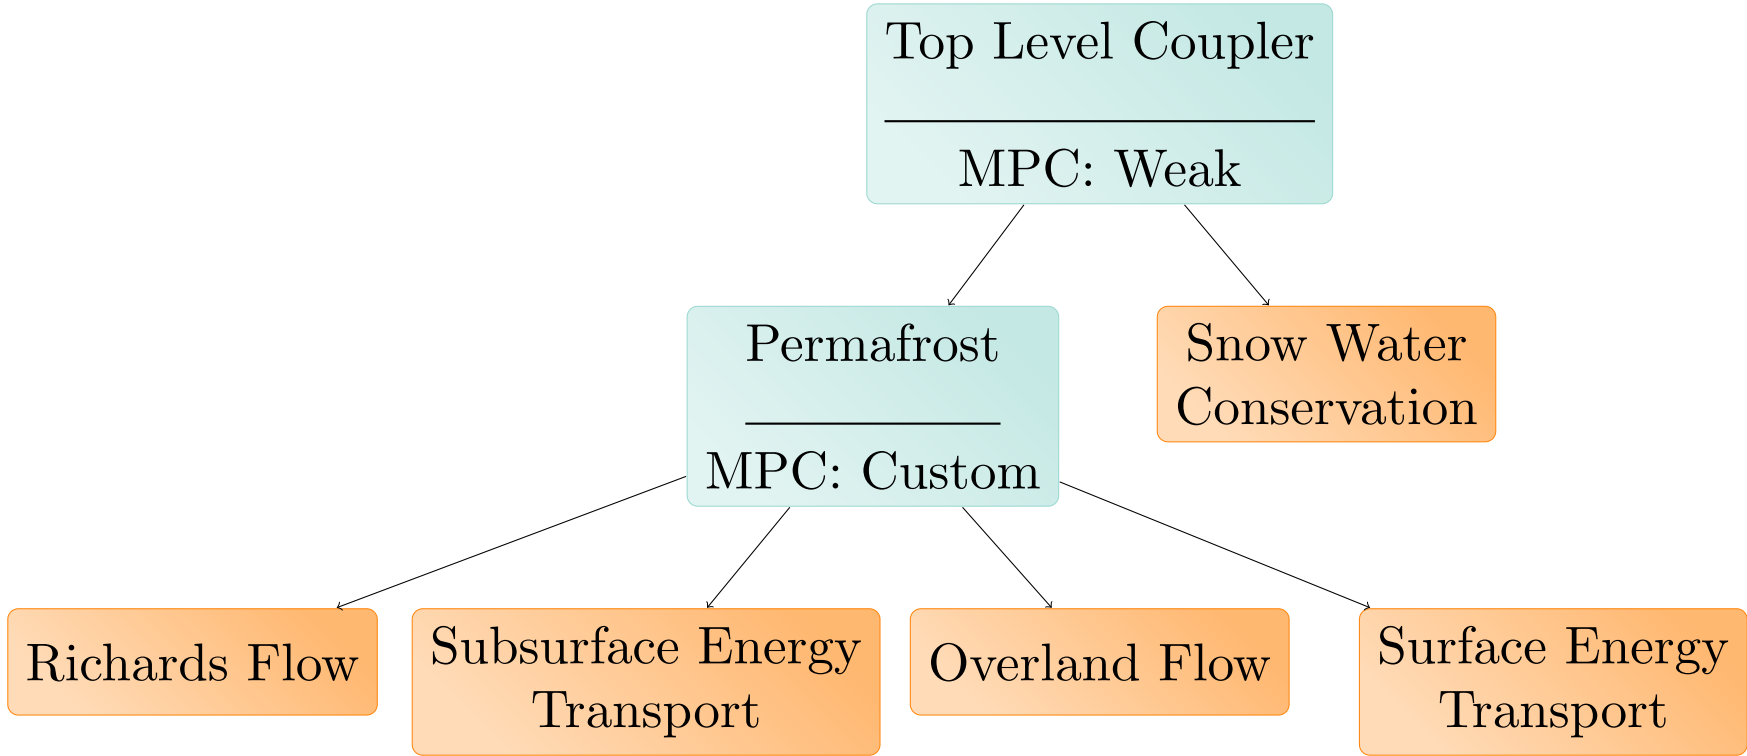 Top Level Coupler
MPC: Weak
Permafrost
MPC: Custom
Snow Water
Conservation
Richards Flow
Subsurface Energy
Transport
Overland Flow
Surface Energy
Transport